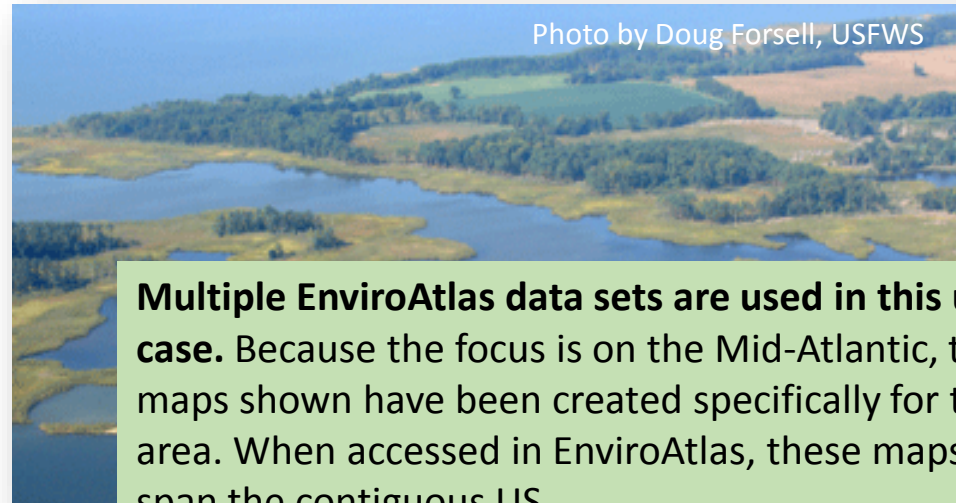 Photo by Doug Forsell, USFWS
Multiple EnviroAtlas data sets are used in this
case. Because the focus is on the Mid-Atlantic,
maps shown have been created specifically for
area. When accessed in EnviroAtlas, these maps
span the contiguous US